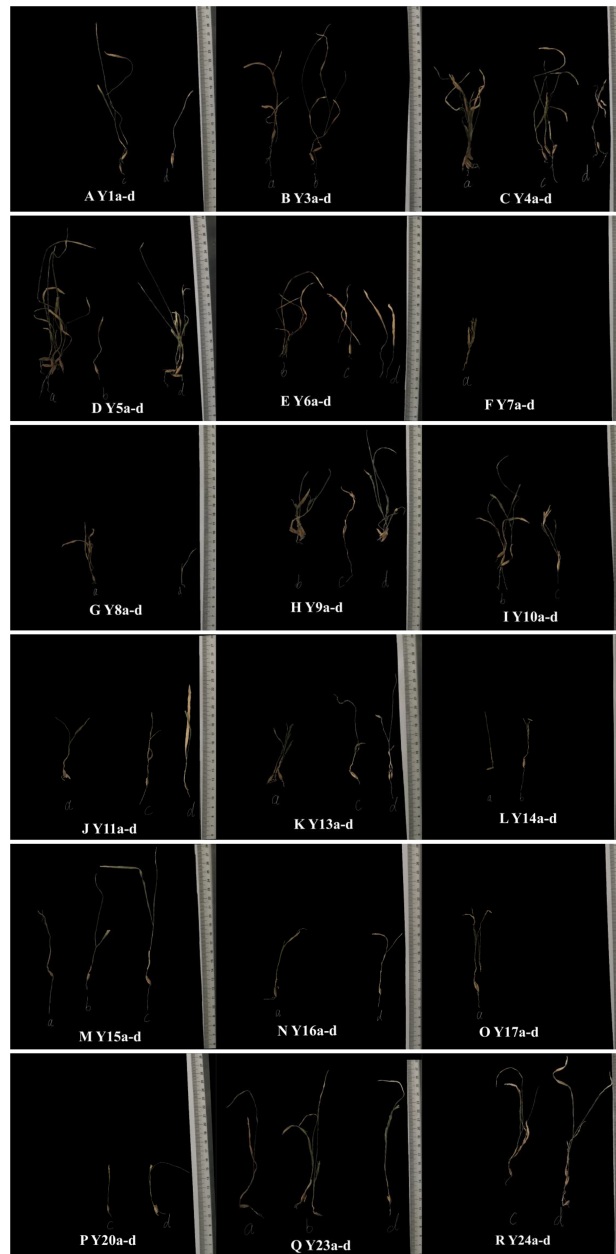 c d
A Y1a-d
a b
B Y3a-d
a c d
C Y4a-d
a b d
D Y5a-d
b c d
E Y6a-d
a
F Y7a-d
a
G Y8a-d
b c d
H Y9a-d
b c
I Y10a-d
a c d
J Y11a-d
a c d
K Y13a-d
a b
L Y14a-d
a b c
M Y15a-d
a d
N Y16a-d
a
O Y17a-d
c d
P Y20a-d
a b d
Q Y23a-d
c d
R Y24a-d